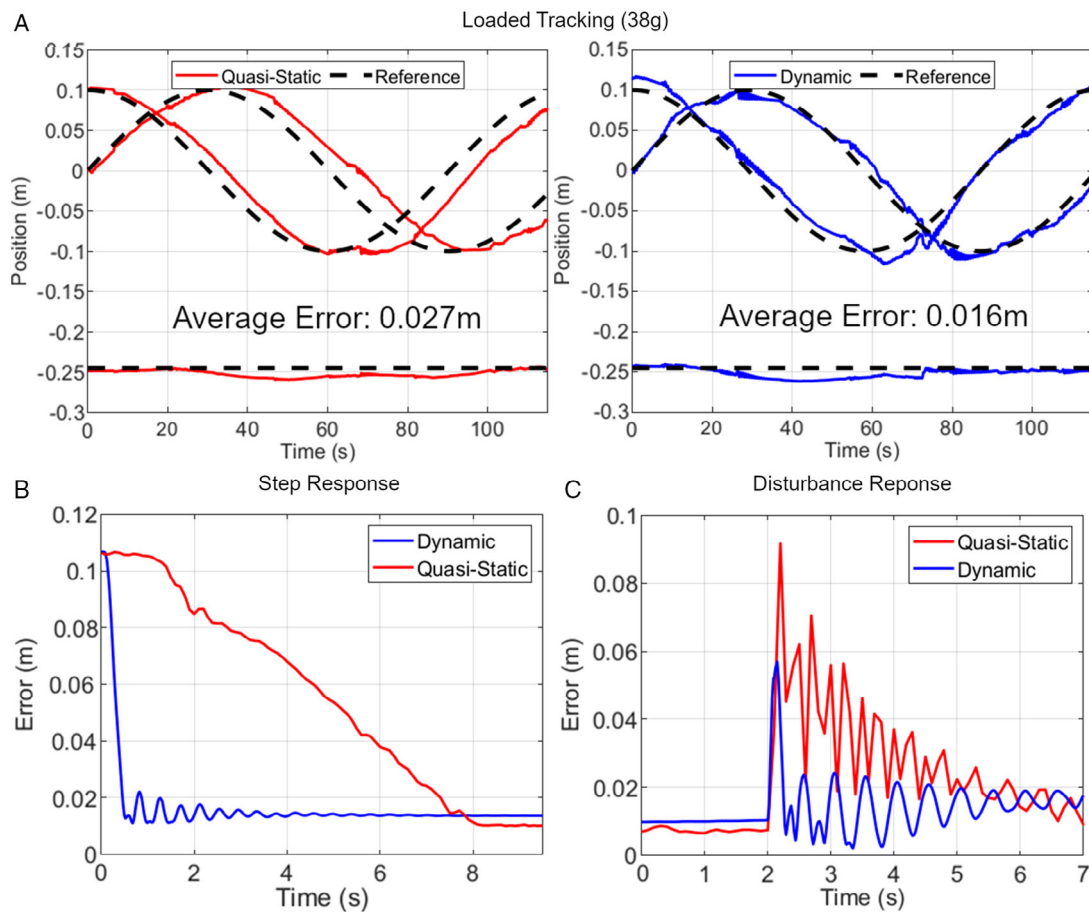 A
Loaded Tracking (38g)
0.15
0.1
0.05
0
-0.05
-0.1
-0.15
-0.2
-0.25
-0.3
Position (m)
Quasi-Static
Reference
Average Error: 0.027m
0 20 40 60 80 100
Time (s)
0.15
0.1
0.05
0
-0.05
-0.1
-0.15
-0.2
-0.25
-0.3
Position (m)
Dynamic
Reference
Average Error: 0.016m
0 20 40 60 80 100
Time (s)
B
Step Response
0.12
0.1
0.08
0.06
0.04
0.02
0
Error (m)
Dynamic
Quasi-Static
0 2 4 6 8
Time (s)
C
Disturbance Reponse
0.1
0.08
0.06
0.04
0.02
0
Error (m)
Quasi-Static
Dynamic
0 1 2 3 4 5 6 7
Time (s)